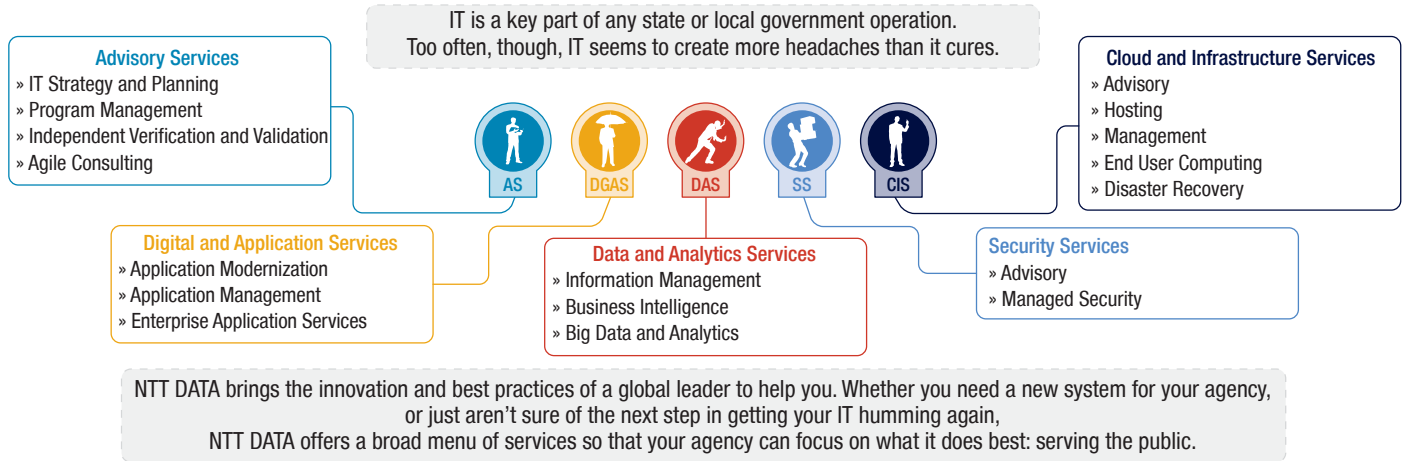 IT is a key part of any state or local government operation.
Too often, though, IT seems to create more headaches than it cures.
Advisory Services
» IT Strategy and Planning
» Program Management
» Independent Verification and Validation
» Agile Consulting
Cloud and Infrastructure Services
» Advisory
» Hosting
» Management
» End User Computing
» Disaster Recovery
AS
DGAS
DAS
SS
CIS
Digital and Application Services
» Application Modernization
» Application Management
» Enterprise Application Services
Data and Analytics Services
» Information Management
» Business Intelligence
» Big Data and Analytics
Security Services
» Advisory
» Managed Security
NTT DATA brings the innovation and best practices of a global leader to help you. Whether you need a new system for your agency,
or just aren’t sure of the next step in getting your IT humming again,
NTT DATA offers a broad menu of services so that your agency can focus on what it does best: serving the public.